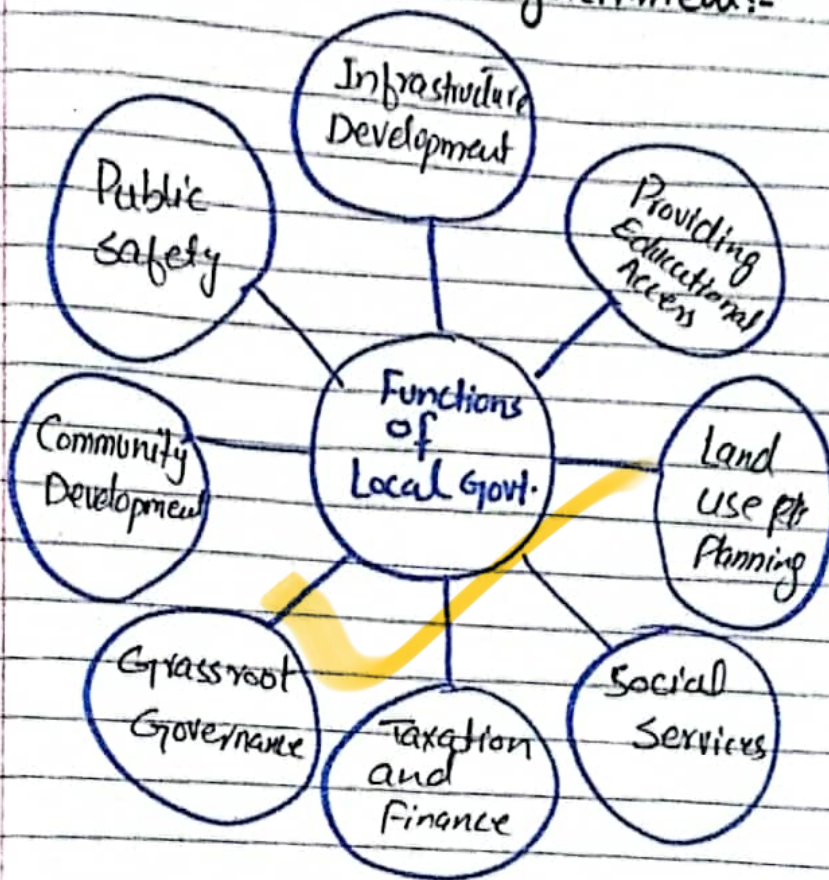 Infrastructure
Development
Public
Safety
Providing
Educational
Access
Functions
of
Local Govt.
Community
Development
Land
use
Planning
Grassroot
Governance
Taxation
and
Finance
Social
Services